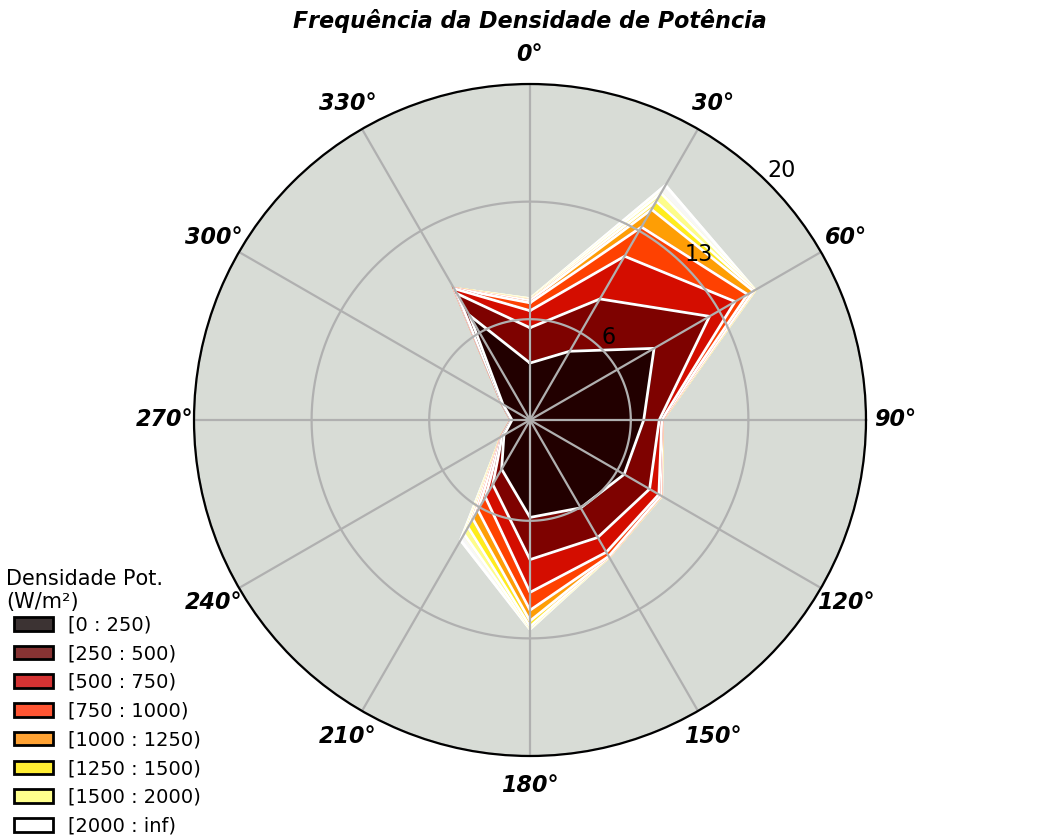 Frequência da Densidade de Potência
0°
330°
30°
20
300°
60°
13
6
270°
90°
Densidade Pot.
(W/m²)
240°
120°
[0 : 250)
[250 : 500)
[500 : 750)
[750 : 1000)
210°
150°
[1000 : 1250)
[1250 : 1500)
180°
[1500 : 2000)
[2000 : inf)